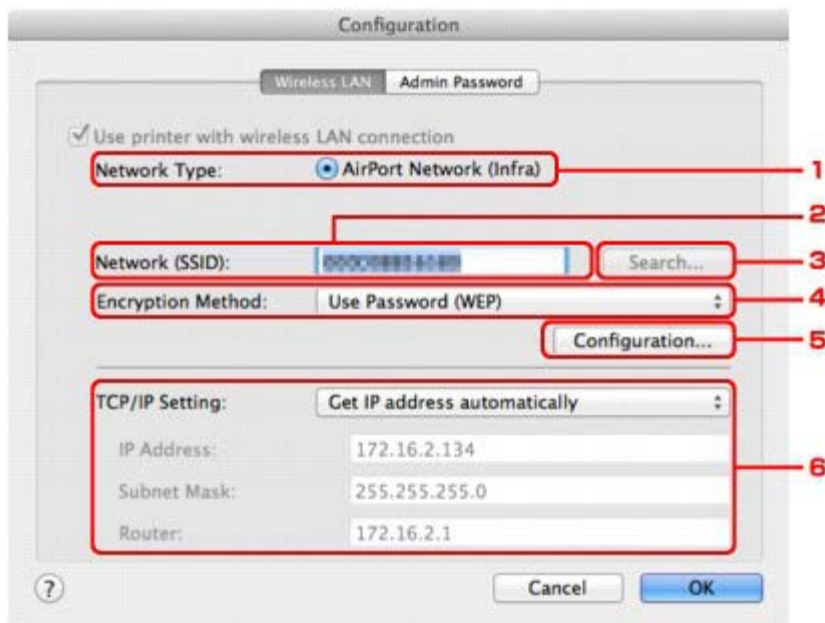 Configuration
Wireless LAN Admin Password
Use printer with wireless LAN connection
Network Type: AirPort Network (Infra) 1
2
Network (SSID): Search... 3
Encryption Method: Use Password (WEP) 4
Configuration... 5
TCP/IP Setting: Get IP address automatically
IP Address: 172.16.2.134
6
Subnet Mask: 255.255.255.0
Router: 172.16.2.1
? Cancel OK